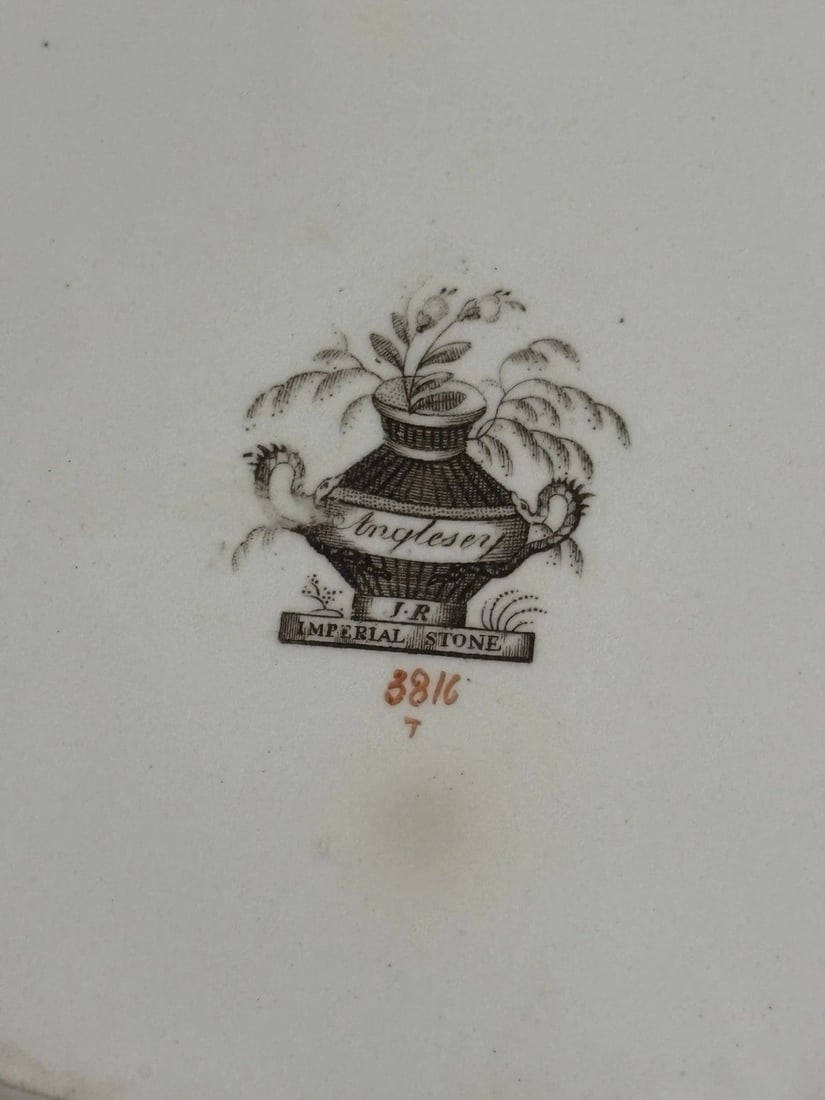 Anglesey
J.R
IMPERIAL STONE
3816
T